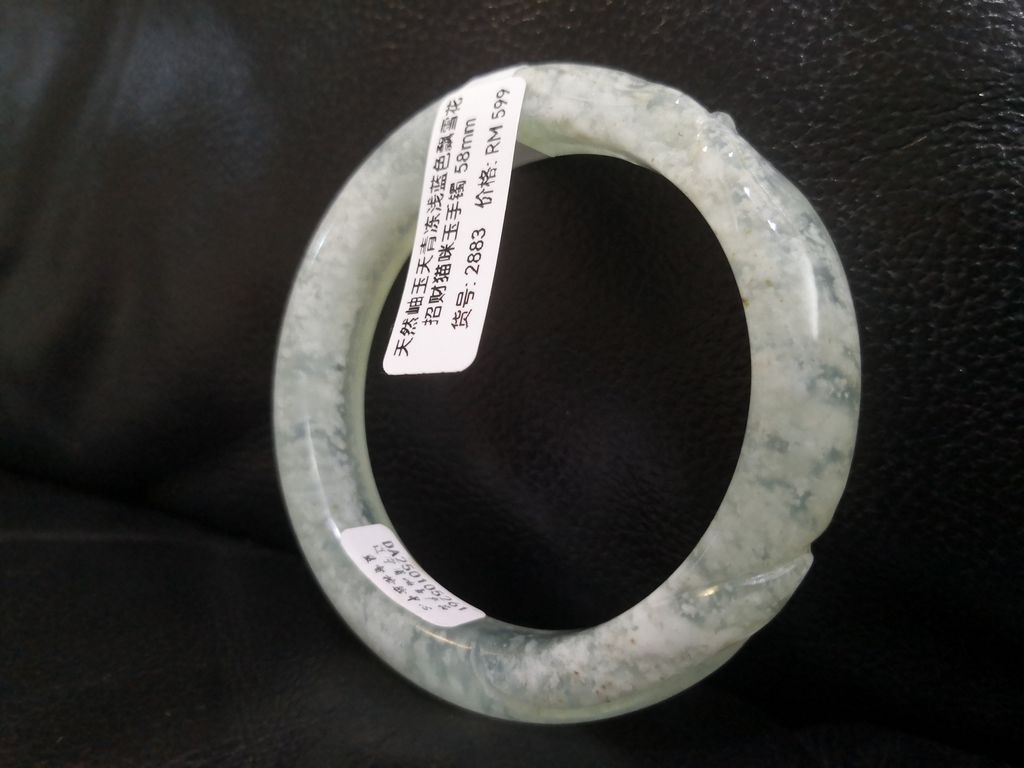 天然岫玉天青冻浅蓝色飘雪花
招财猫咪玉手镯 58mm
货号: 2883 价格: RM 599
DA250105201